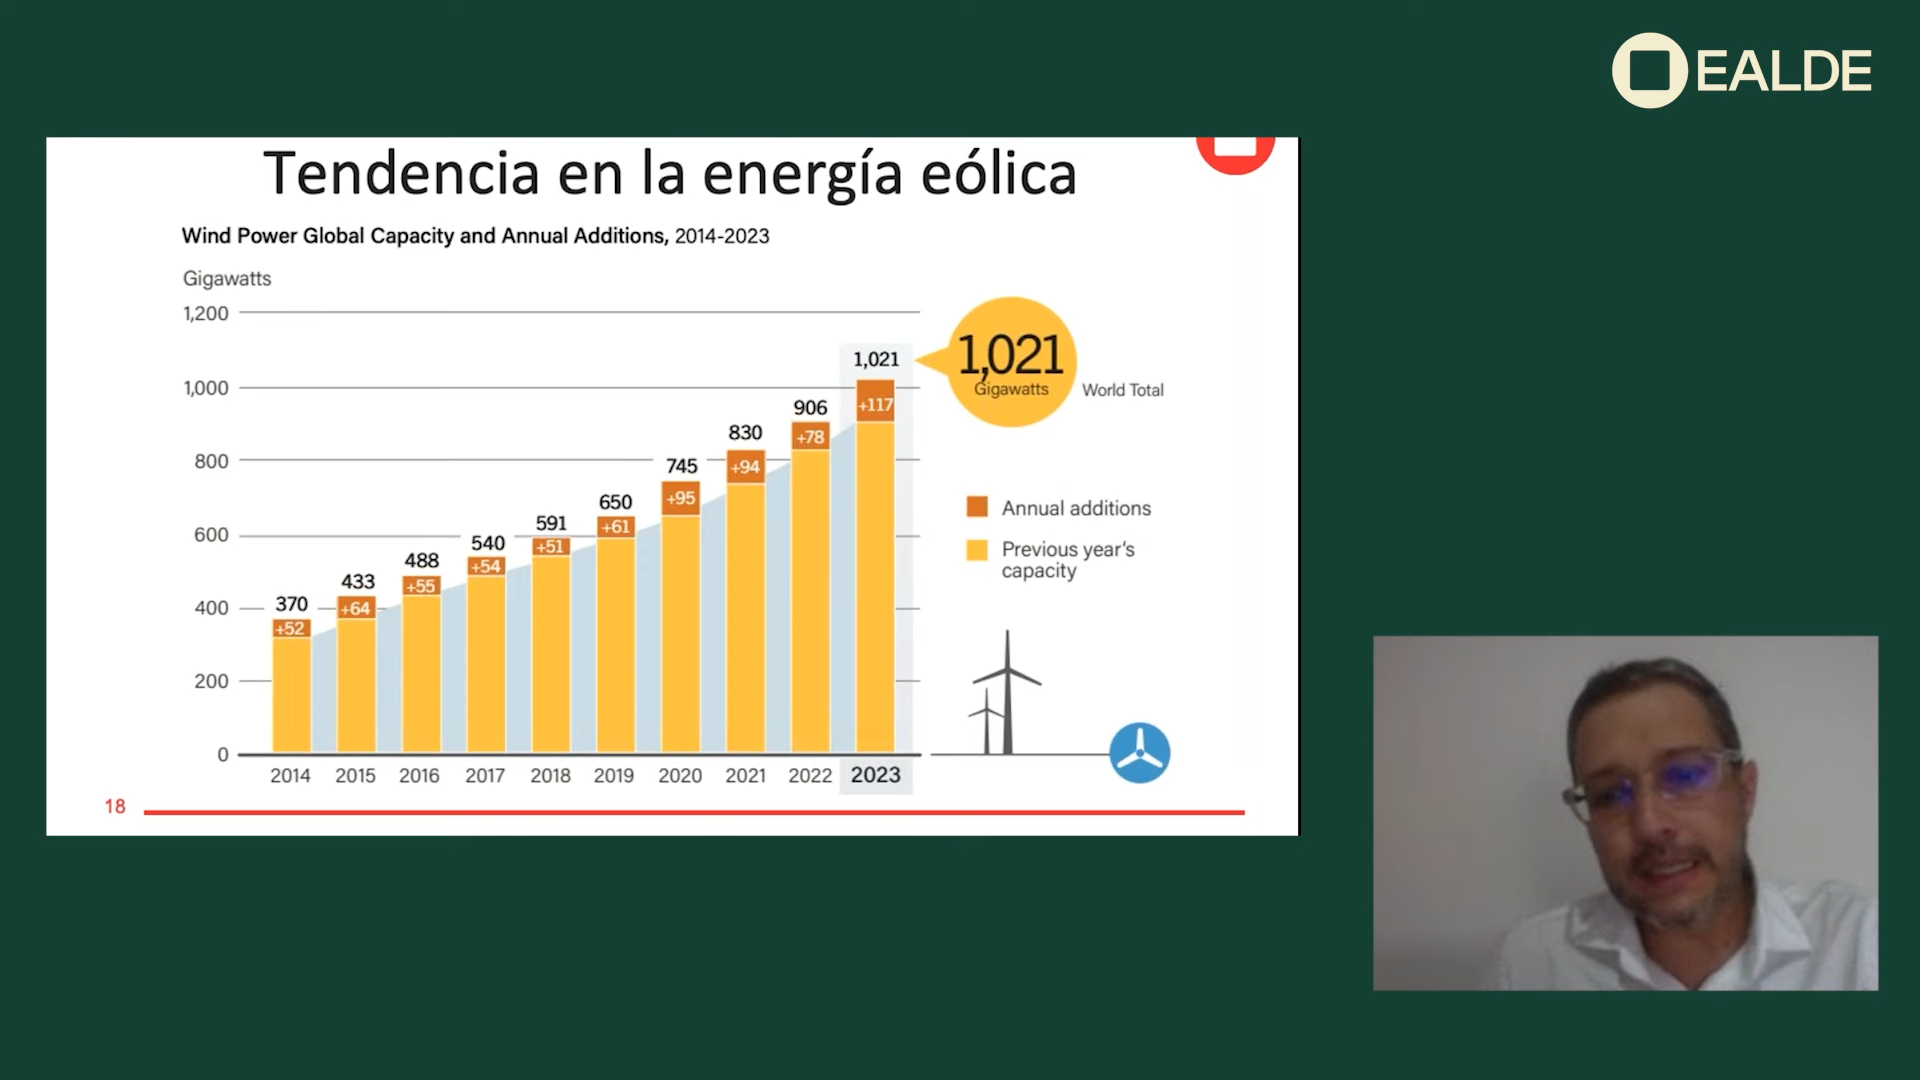 EALDE
Tendencia en la energía eólica
Wind Power Global Capacity and Annual Additions, 2014-2023
Gigawatts
1,200
1,000
800
600
400
200
0
370
+52
433
+64
488
+55
540
+54
591
+51
650
+61
745
+95
830
+94
906
+78
1,021
+117
2014 2015 2016 2017 2018 2019 2020 2021 2022 2023
1,021
Gigawatts
World Total
Annual additions
Previous year's
capacity
18